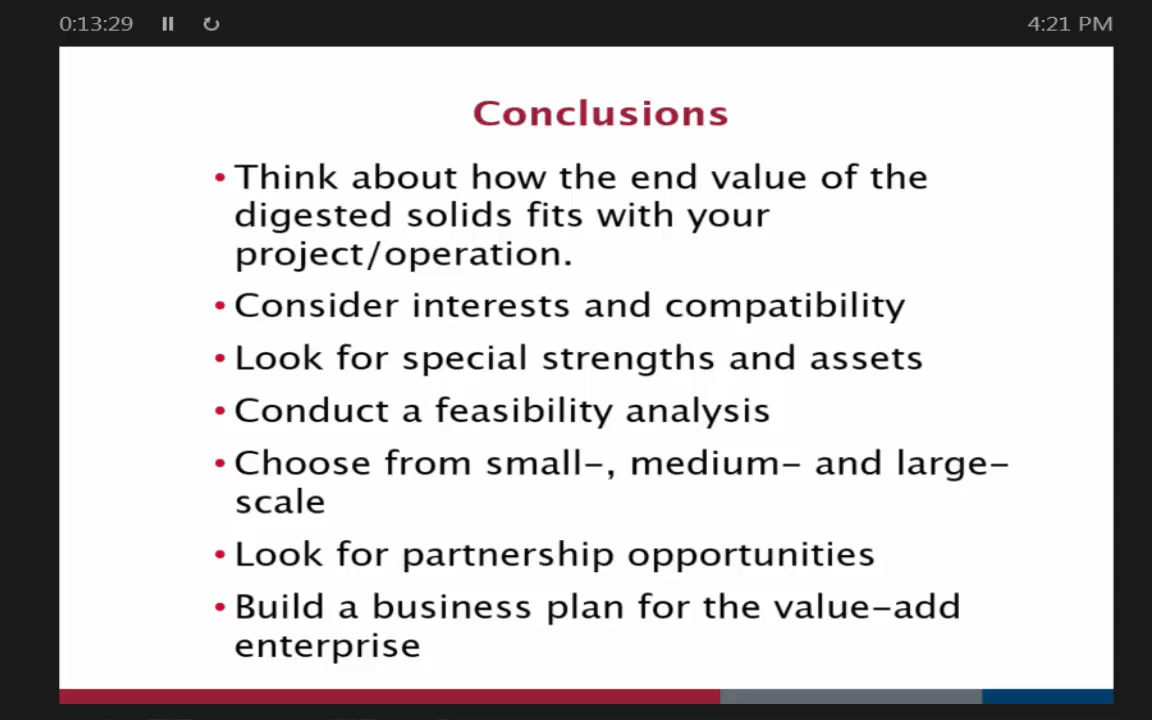 0:13:29
4:21 PM
Conclusions
• Think about how the end value of the
digested solids fits with your
project/operation.
• Consider interests and compatibility
• Look for special strengths and assets
• Conduct a feasibility analysis
• Choose from small-, medium- and large-
scale
• Look for partnership opportunities
• Build a business plan for the value-add
enterprise